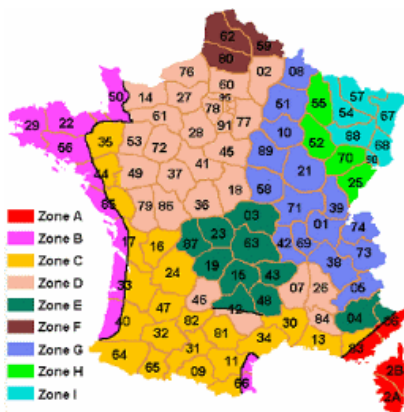 62 59
80
76 02 08
50 14 27 60 55 57
95 51 67
29 22 61 78 77 54
35 53 28 91 10 52 88 68
66 72 45 89 70 90
44 49 37 41 21 25
18 58
85 79 86 36 03 71 39
Zone A 01 74
Zone B 17 16 87 23 63 42 69 73
Zone C 24 19 38
Zone D 33 15 43 05
Zone E 47 46 48 07 26 04
Zone F 40 82 12 84 06
Zone G 32 81 34 30 13 83
Zone H 64 31 11 2B
Zone I 65 09 66 2A